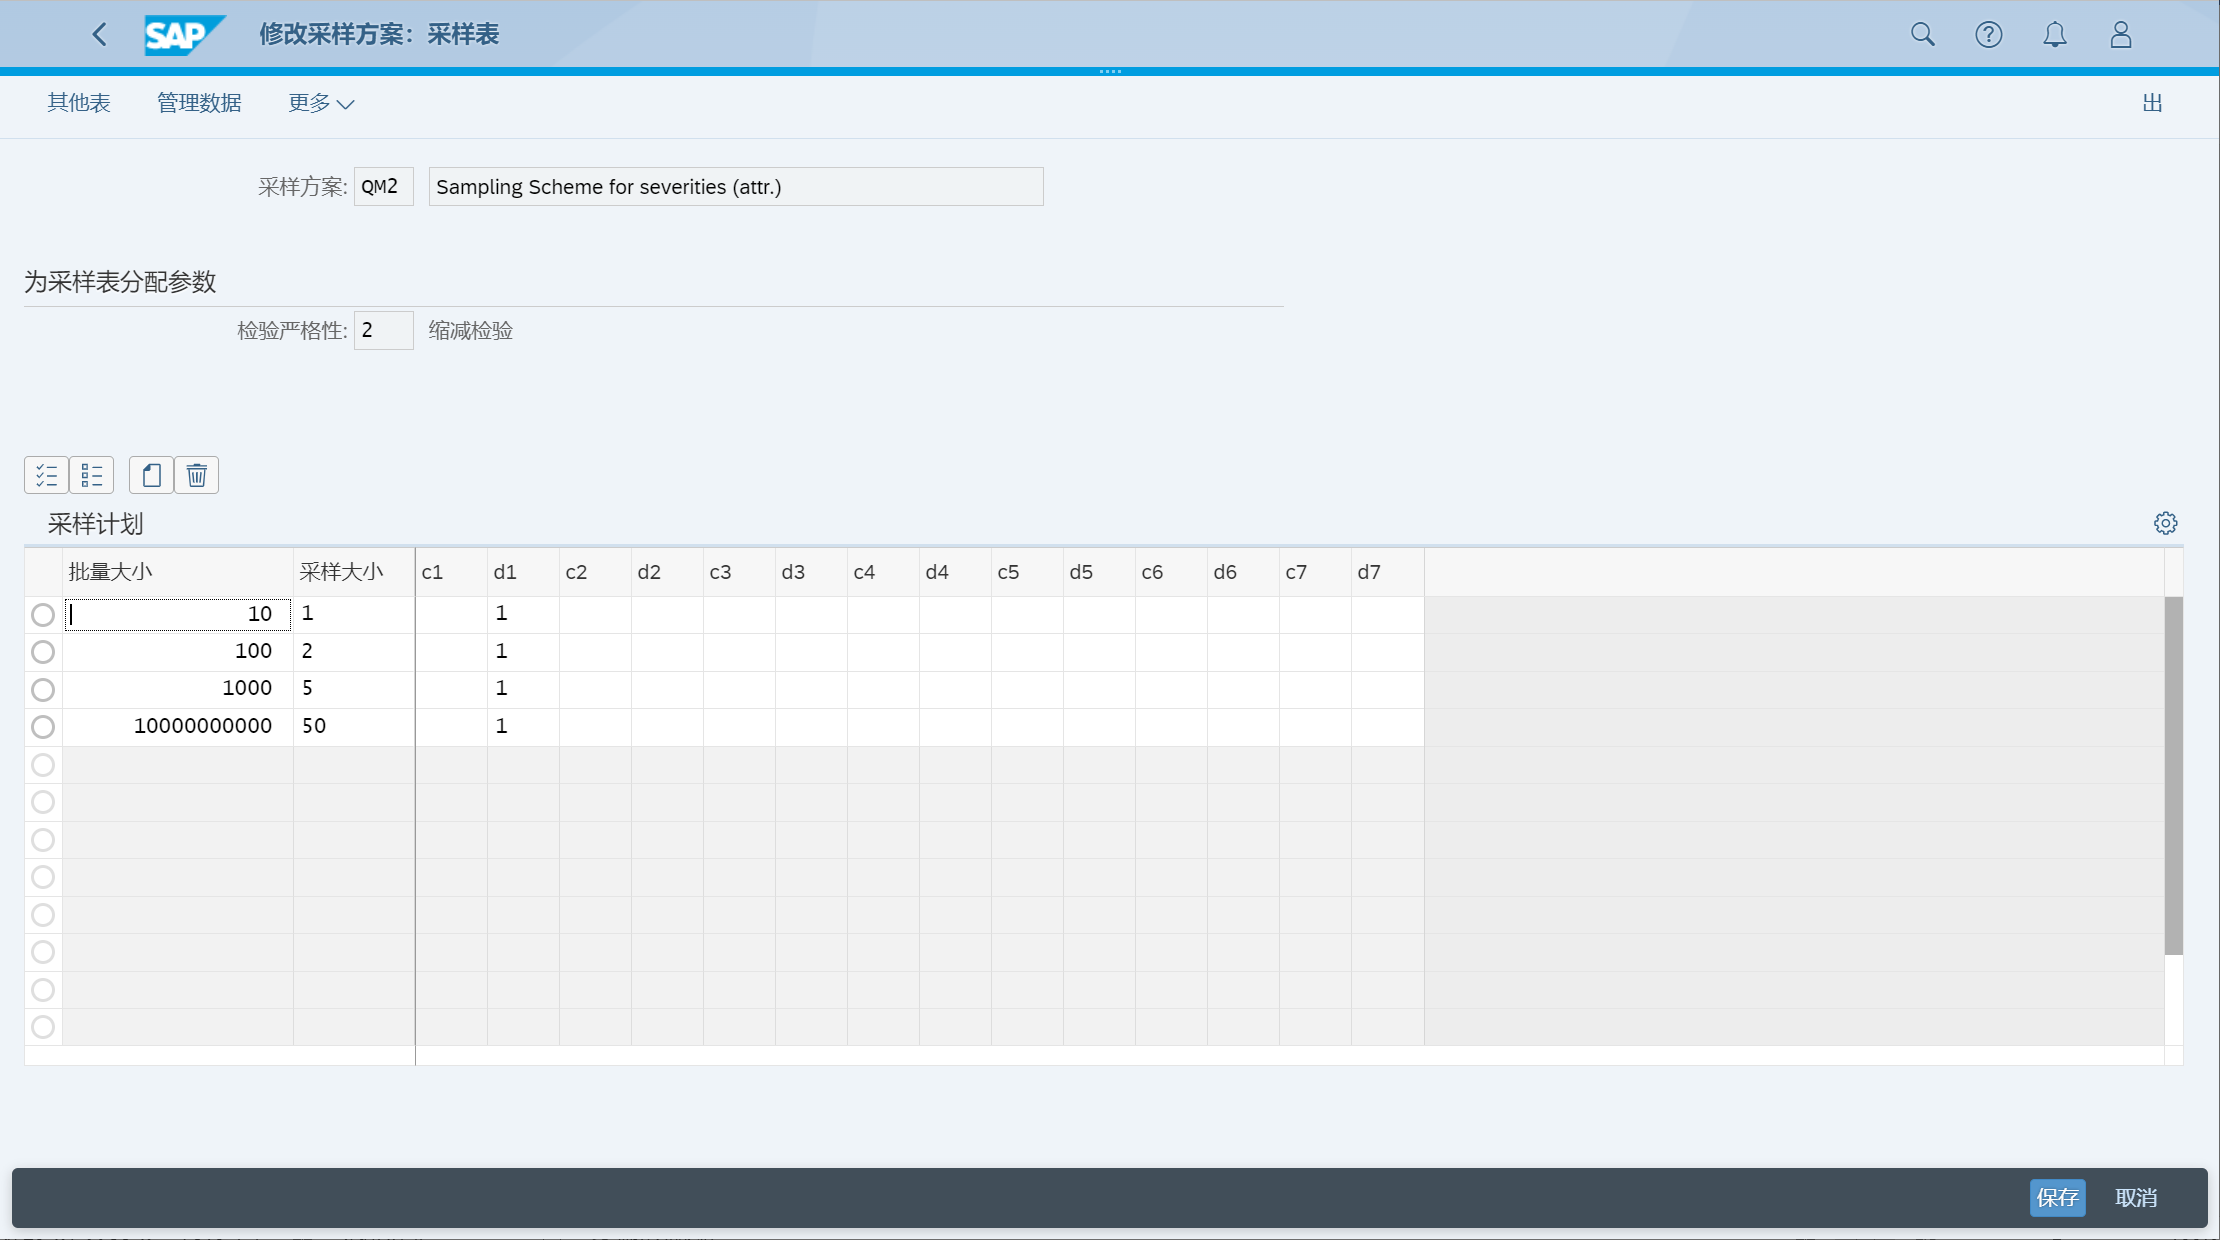 SAP 修改采样方案：采样表
其他表 管理数据 更多 出
采样方案: QM2 Sampling Scheme for severities (attr.)
为采样表分配参数
检验严格性: 2 缩减检验
采样计划
批量大小 采样大小 c1 d1 c2 d2 c3 d3 c4 d4 c5 d5 c6 d6 c7 d7
10 1 1
100 2 1
1000 5 1
10000000000 50 1
保存 取消